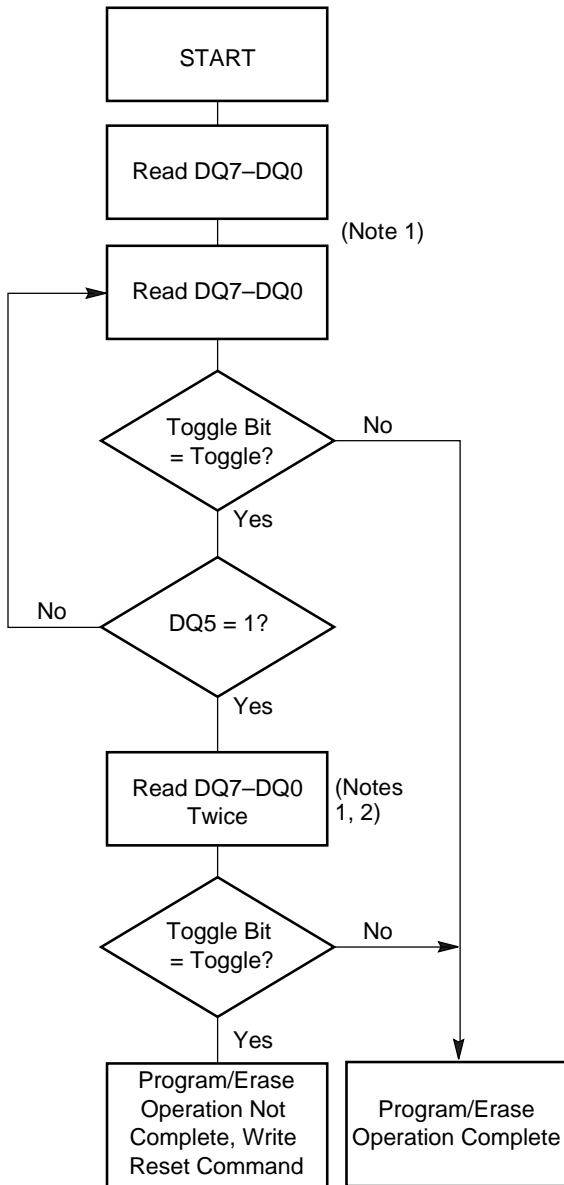 START
Read DQ7–DQ0
(Note 1)
Read DQ7–DQ0
Toggle Bit
= Toggle?
No
Yes
No
DQ5 = 1?
Yes
Read DQ7–DQ0
Twice
(Notes
1, 2)
Toggle Bit
= Toggle?
No
Yes
Program/Erase
Operation Not
Complete, Write
Reset Command
Program/Erase
Operation Complete